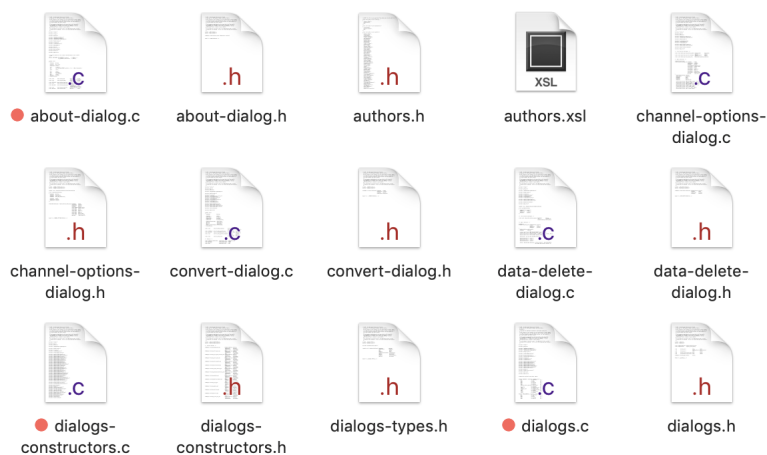 .c
.h
.h
XSL
.c
about-dialog.c
about-dialog.h
authors.h
authors.xsl
channel-options-
dialog.c
.h
.c
.h
.c
.h
channel-options-
dialog.h
convert-dialog.c
convert-dialog.h
data-delete-
dialog.c
data-delete-
dialog.h
.c
.h
.h
.c
.h
dialogs-
constructors.c
dialogs-
constructors.h
dialogs-types.h
dialogs.c
dialogs.h